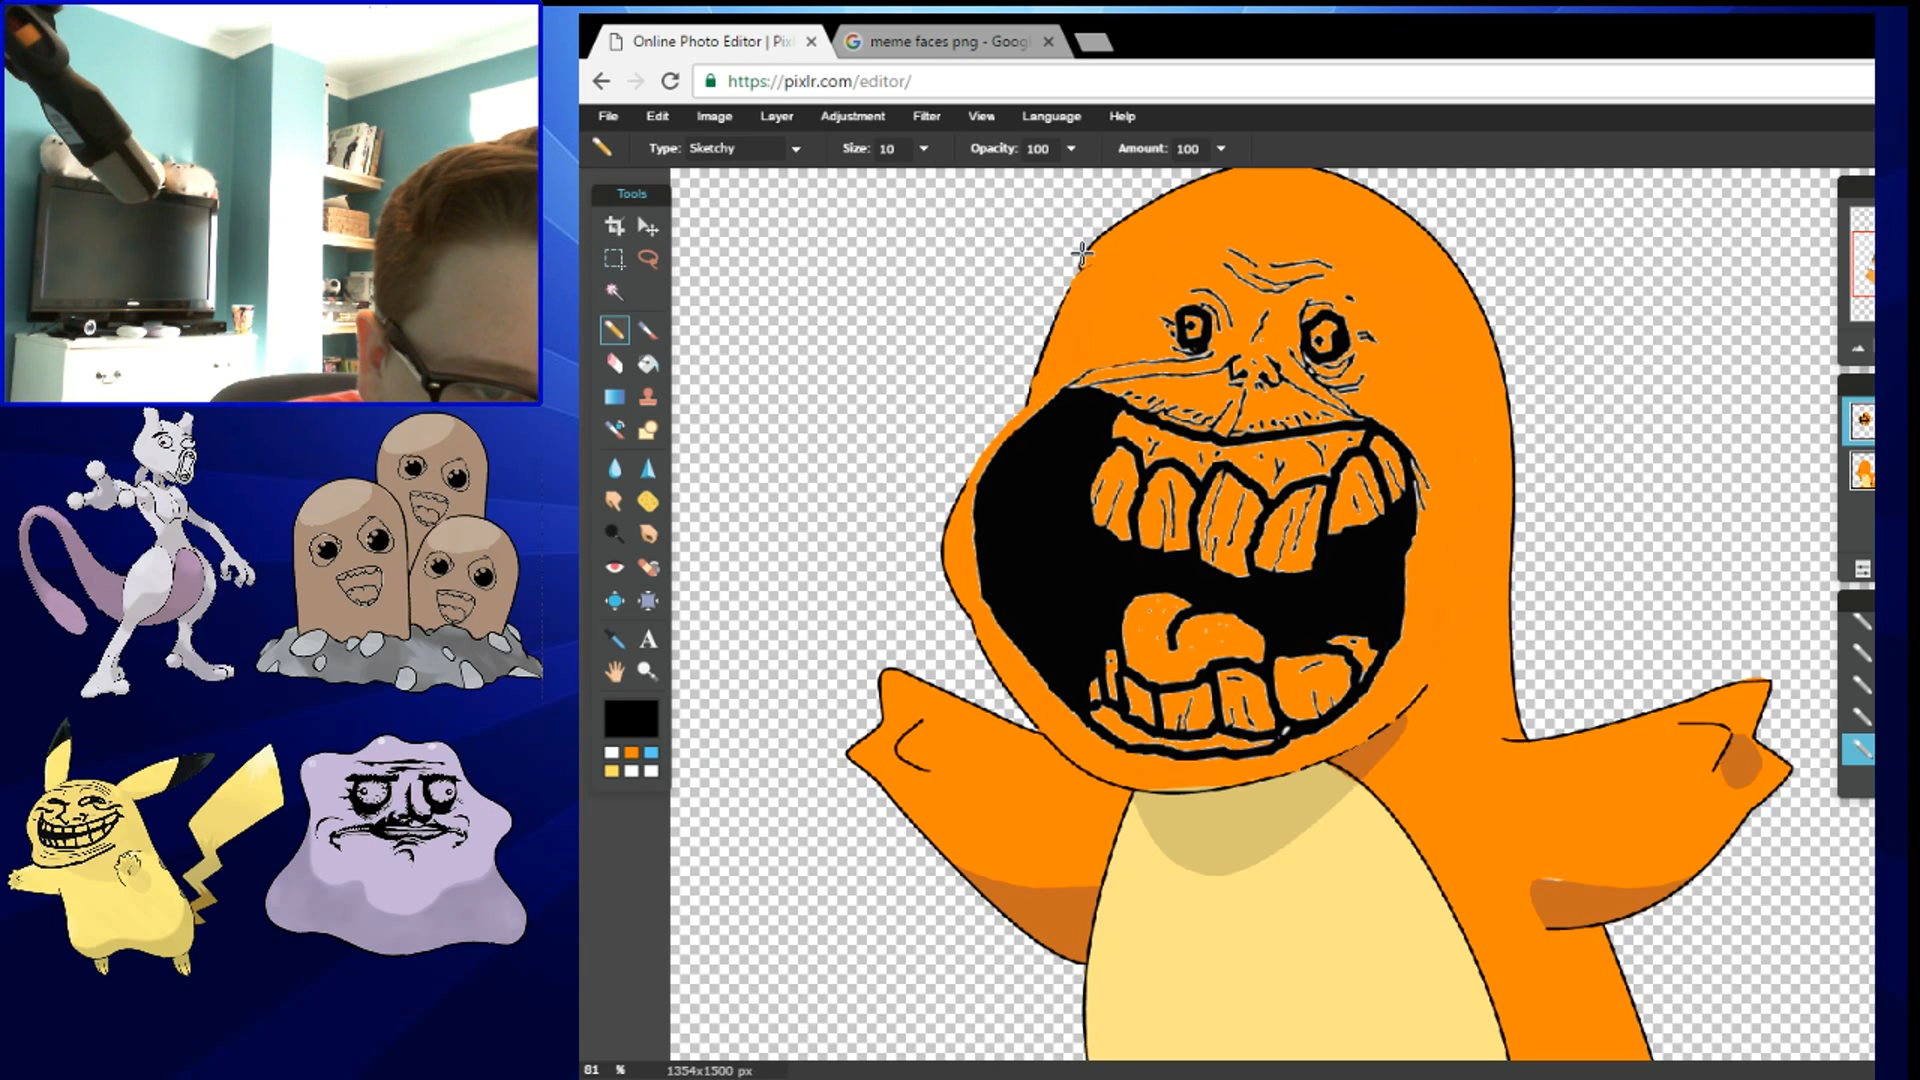 Online Photo Editor | Pix
meme faces png - Goog
https://pixlr.com/editor/
File Edit Image Layer Adjustment Filter View Language Help
Type: Sketchy Size: 10 Opacity: 100 Amount: 100
Tools
A
81 % 1354x1500 px